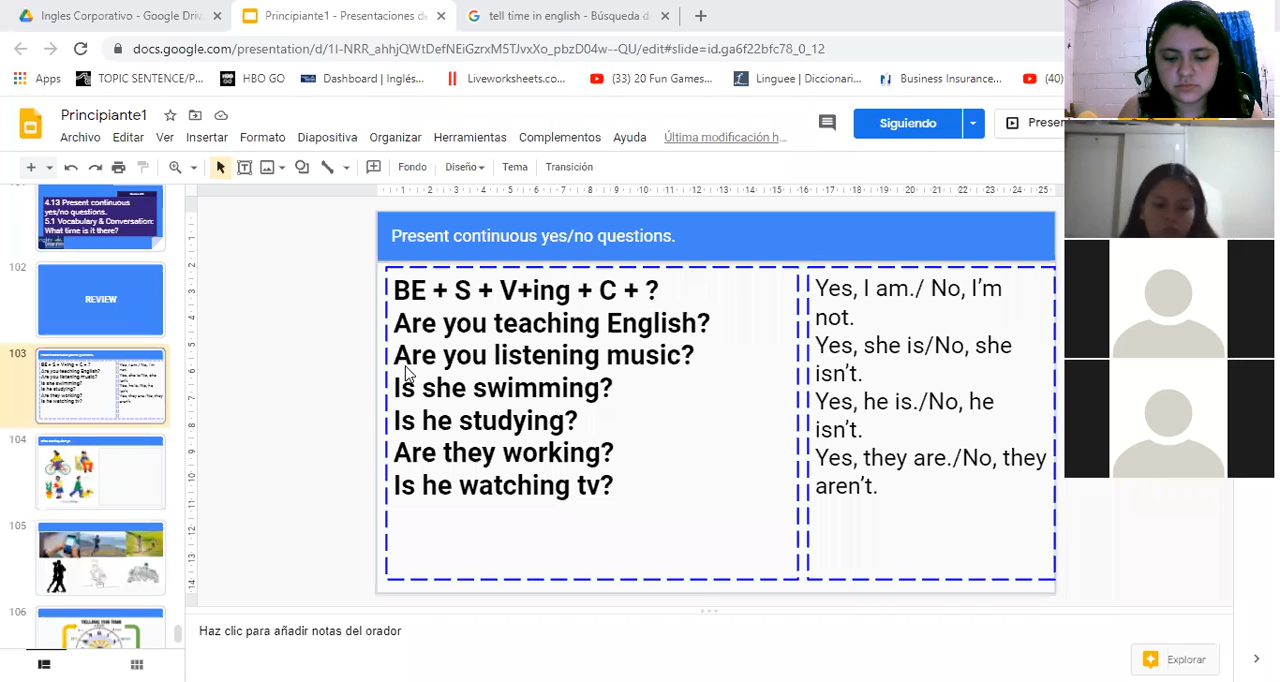 Ingles Corporativo - Google Driv
Principiante1 - Presentaciones de
tell time in english - Búsqueda d
docs.google.com/presentation/d/1I-NRR_ahhjQWtDefNEiGzrxM5TJvxXo_pbzD04w--QU/edit#slide=id.ga6f22bfc78_0_12
Apps
TOPIC SENTENCE/P...
HBO GO
Dashboard | Inglés...
Liveworksheets.co...
(33) 20 Fun Games...
Linguee | Diccionari...
Business Insurance...
(40)
Principiante1
Archivo Editar Ver Insertar Formato Diapositiva Organizar Herramientas Complementos Ayuda Última modificación h...
Siguiendo
Presen
Fondo Diseño Tema Transición
4.13 Present continuous
yes/no questions.
5.1 Vocabulary & Conversation:
What time is it there?
102
REVIEW
103
104
105
106
TELLING THE TIME
Present continuous yes/no questions.
BE + S + V+ing + C + ?
Are you teaching English?
Are you listening music?
Is she swimming?
Is he studying?
Are they working?
Is he watching tv?
Yes, I am./ No, I'm
not.
Yes, she is/No, she
isn't.
Yes, he is./No, he
isn't.
Yes, they are./No, they
aren't.
Haz clic para añadir notas del orador
Explorar